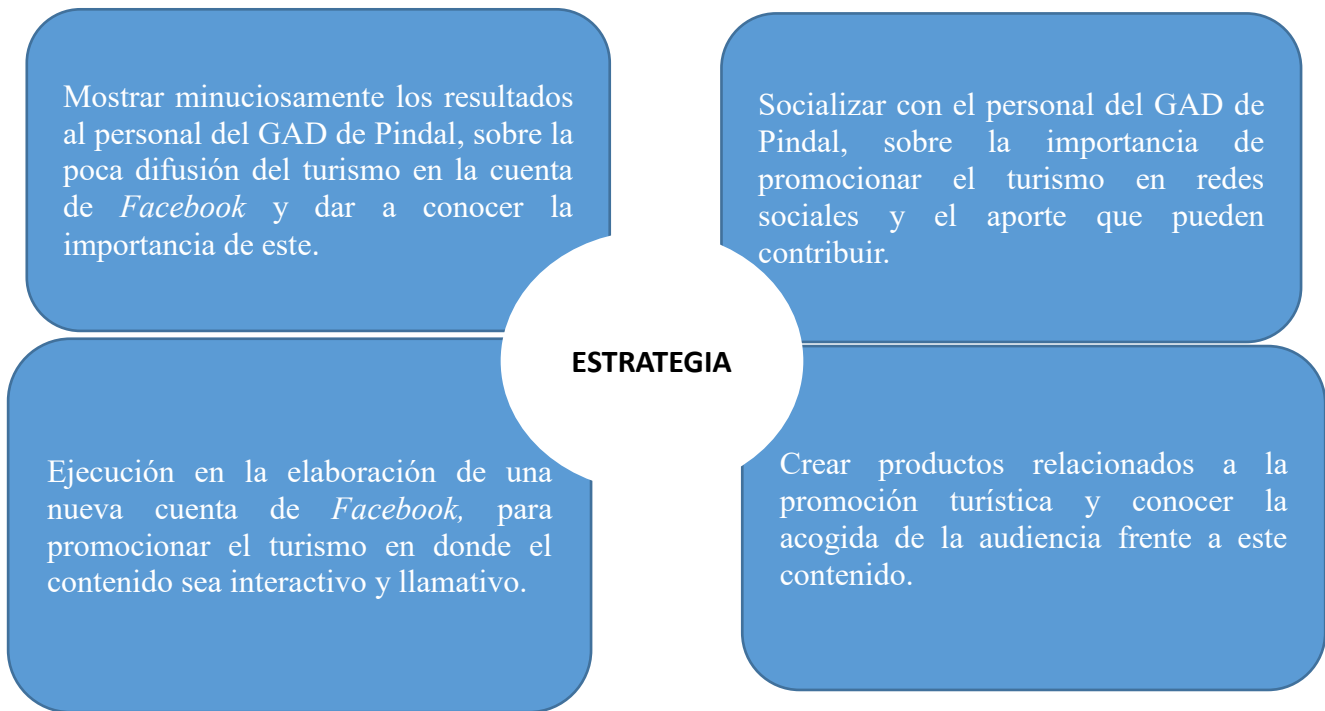 Mostrar minuciosamente los resultados
al personal del GAD de Pindal, sobre la
poca difusión del turismo en la cuenta
de Facebook y dar a conocer la
importancia de este.
Socializar con el personal del GAD de
Pindal, sobre la importancia de
promocionar el turismo en redes
sociales y el aporte que pueden
contribuir.
ESTRATEGIA
Ejecución en la elaboración de una
nueva cuenta de Facebook, para
promocionar el turismo en donde el
contenido sea interactivo y llamativo.
Crear productos relacionados a la
promoción turística y conocer la
acogida de la audiencia frente a este
contenido.